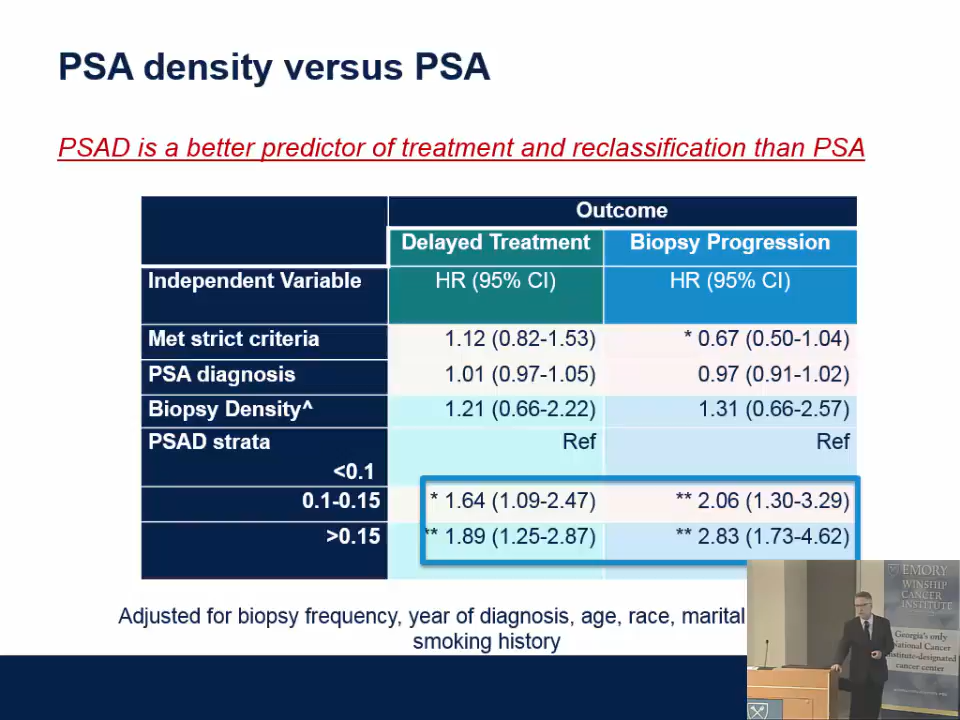 PSA density versus PSA
PSAD is a better predictor of treatment and reclassification than PSA
Outcome
Delayed Treatment Biopsy Progression
Independent Variable HR (95% CI) HR (95% CI)
Met strict criteria 1.12 (0.82-1.53) * 0.67 (0.50-1.04)
PSA diagnosis 1.01 (0.97-1.05) 0.97 (0.91-1.02)
Biopsy Density^ 1.21 (0.66-2.22) 1.31 (0.66-2.57)
PSAD strata Ref Ref
<0.1
0.1-0.15 * 1.64 (1.09-2.47) ** 2.06 (1.30-3.29)
>0.15 ** 1.89 (1.25-2.87) ** 2.83 (1.73-4.62)
Adjusted for biopsy frequency, year of diagnosis, age, race, marital
smoking history
EMORY
WINSHIP
CANCER
INSTITUTE
Georgia's only
National Cancer
Institute-designated
cancer center